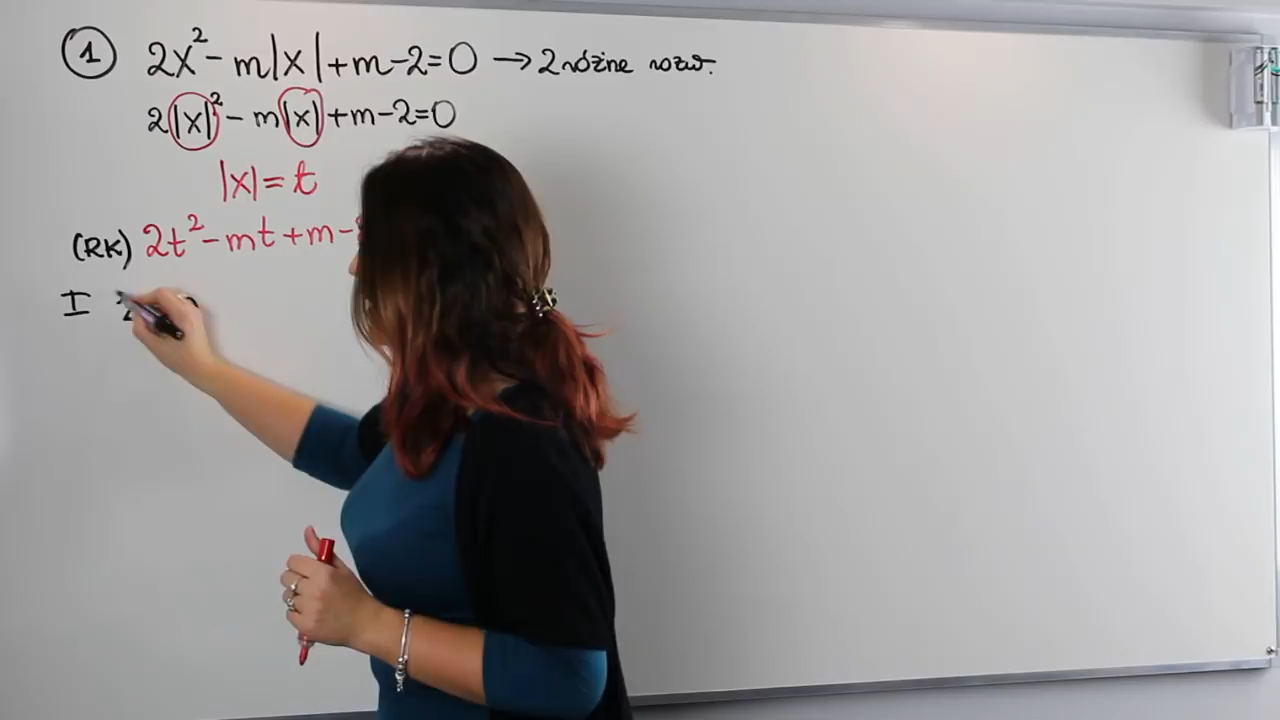 ① 2x² - m|x| + m - 2 = 0 → 2 różne rozw.
2|x|² - m|x| + m - 2 = 0
|x| = t
(RK) 2t² - mt + m -
I